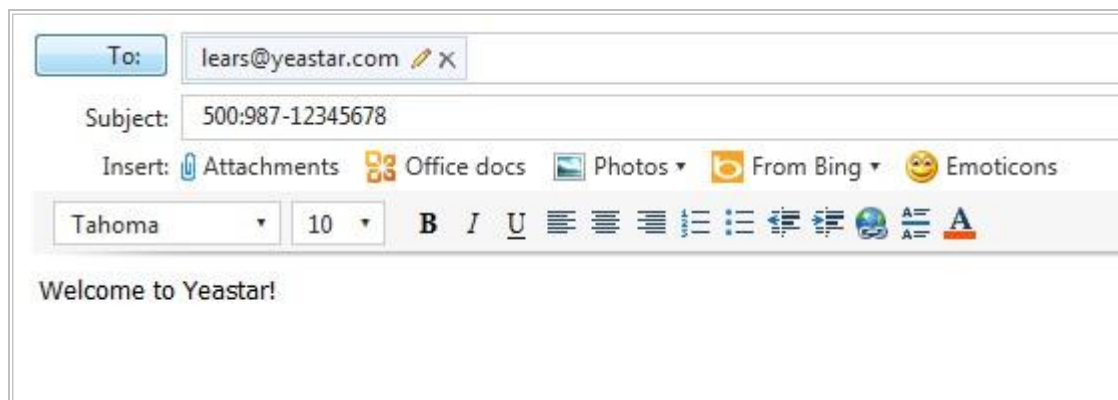 To: lears@yeastar.com
Subject: 500:987-12345678
Insert: Attachments Office docs Photos From Bing Emoticons
Tahoma 10 B I U A
Welcome to Yeastar!